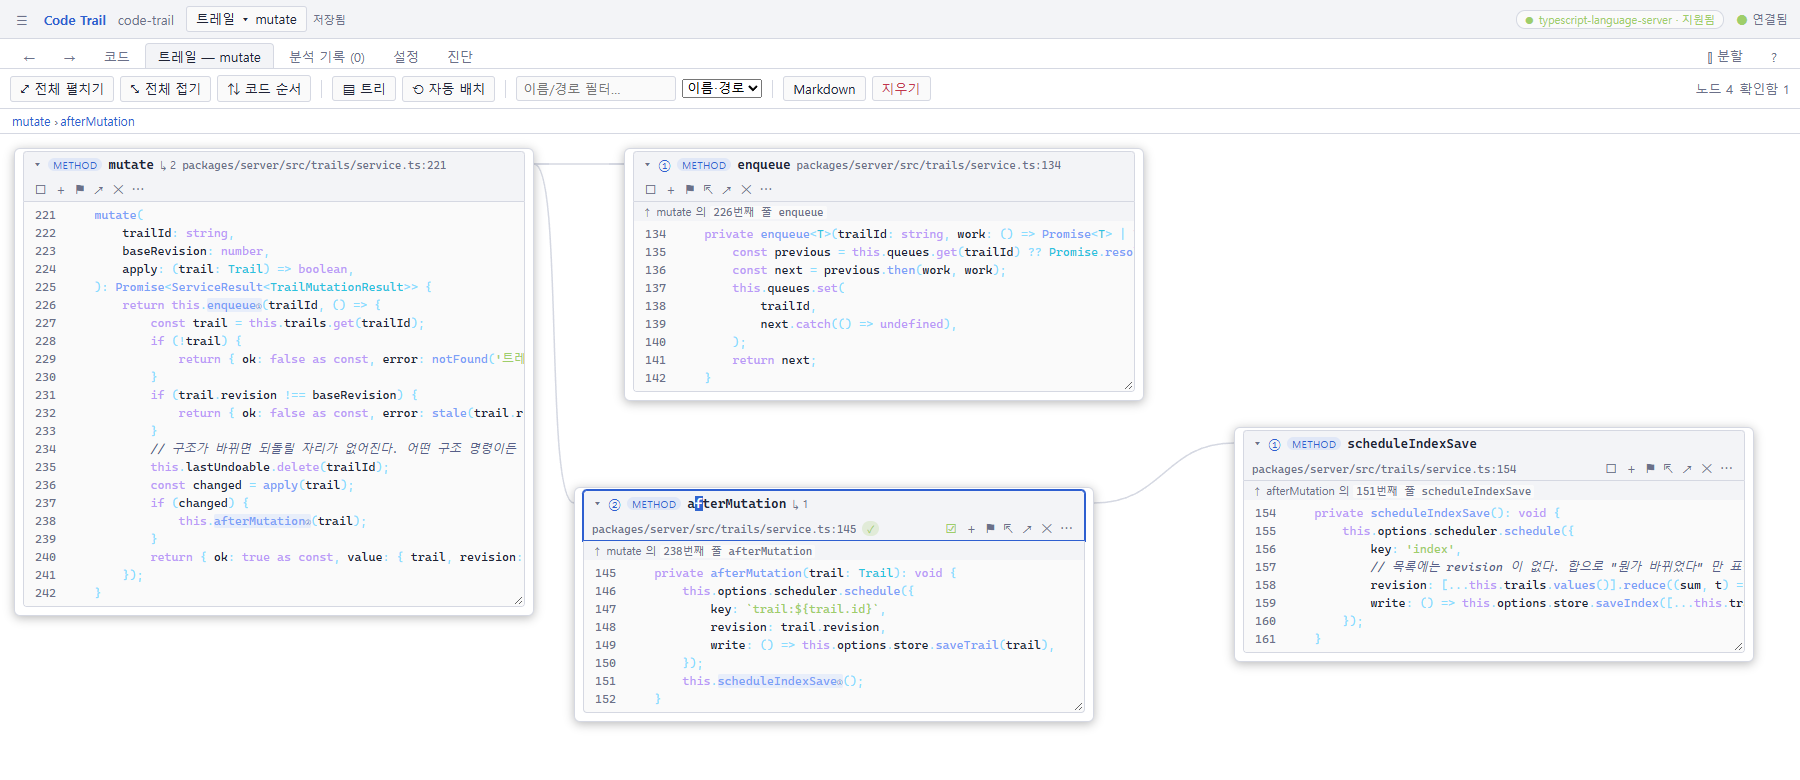 ☰ Code Trail code-trail 트레일 ▾ mutate 저장됨 ● typescript-language-server · 지원됨 ● 연결됨
← → 코드 트레일 — mutate 분석 기록 (0) 설정 진단 ▯ 분할 ?
⤢ 전체 펼치기 ⤡ 전체 접기 ↑↓ 코드 순서 ▤ 트리 ⟲ 자동 배치 이름/경로 필터... 이름·경로 Markdown 지우기 노드 4 확인함 1
mutate › afterMutation
▾ METHOD mutate ↳2 packages/server/src/trails/service.ts:221
☐ + ⚑ ↗ ✕ ⋯
221 mutate(
222 trailId: string,
223 baseRevision: number,
224 apply: (trail: Trail) => boolean,
225 ): Promise<ServiceResult<TrailMutationResult>> {
226 return this.enqueue(trailId, () => {
227 const trail = this.trails.get(trailId);
228 if (!trail) {
229 return { ok: false as const, error: notFound('트레
230 }
231 if (trail.revision !== baseRevision) {
232 return { ok: false as const, error: stale(trail.r
233 }
234 // 구조가 바뀌면 되돌릴 자리가 없어진다. 어떤 구조 명령이든
235 this.lastUndoable.delete(trailId);
236 const changed = apply(trail);
237 if (changed) {
238 this.afterMutation(trail);
239 }
240 return { ok: true as const, value: { trail, revision:
241 });
242 }
▾ ① METHOD enqueue packages/server/src/trails/service.ts:134
☐ + ⚑ ↖ ↗ ✕ ⋯
↑ mutate 의 226번째 줄 enqueue
134 private enqueue<T>(trailId: string, work: () => Promise<T> |
135 const previous = this.queues.get(trailId) ?? Promise.reso
136 const next = previous.then(work, work);
137 this.queues.set(
138 trailId,
139 next.catch(() => undefined),
140 );
141 return next;
142 }
▾ ② METHOD afterMutation ↳1
packages/server/src/trails/service.ts:145 ✓ ☑ + ⚑ ↖ ↗ ✕ ⋯
↑ mutate 의 238번째 줄 afterMutation
145 private afterMutation(trail: Trail): void {
146 this.options.scheduler.schedule({
147 key: `trail:${trail.id}`,
148 revision: trail.revision,
149 write: () => this.options.store.saveTrail(trail),
150 });
151 this.scheduleIndexSave();
152 }
▾ ① METHOD scheduleIndexSave
packages/server/src/trails/service.ts:154 ☐ + ⚑ ↖ ↗ ✕ ⋯
↑ afterMutation 의 151번째 줄 scheduleIndexSave
154 private scheduleIndexSave(): void {
155 this.options.scheduler.schedule({
156 key: 'index',
157 // 목록에는 revision 이 없다. 합으로 "뭔가 바뀌었다" 만 표
158 revision: [...this.trails.values()].reduce((sum, t) =
159 write: () => this.options.store.saveIndex([...this.tr
160 });
161 }